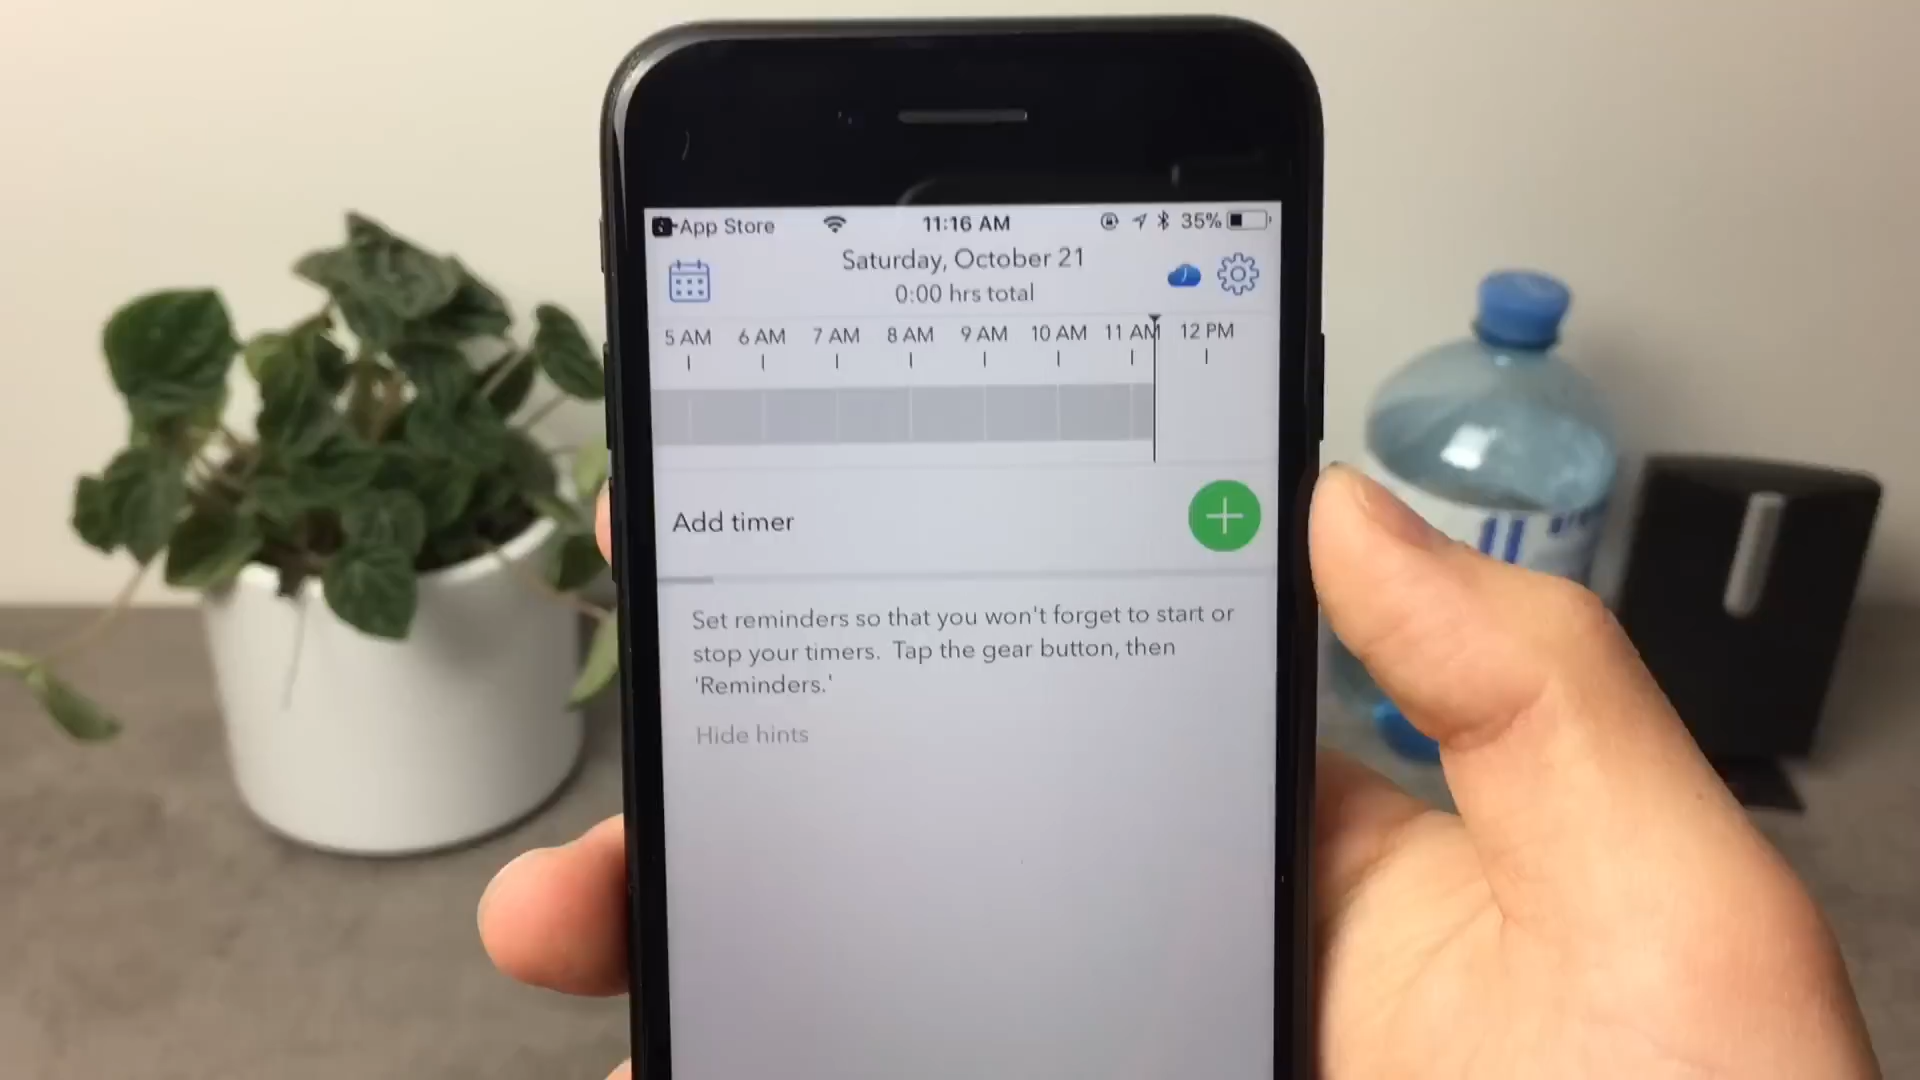 App Store 11:16 AM 35%
Saturday, October 21
0:00 hrs total
5 AM 6 AM 7 AM 8 AM 9 AM 10 AM 11 AM 12 PM
Add timer
Set reminders so that you won't forget to start or
stop your timers. Tap the gear button, then
'Reminders.'
Hide hints